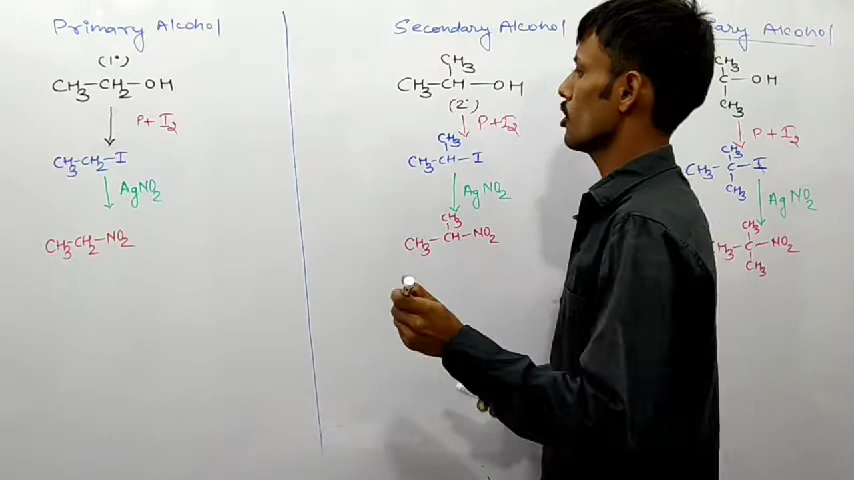 Primary Alcohol
(1°)
CH3-CH2-OH
P+I2
CH3-CH2-I
AgNO2
CH3-CH2-NO2
Secondary Alcohol
CH3
CH3-CH-OH
(2°)
P+I2
CH3
CH3-CH-I
AgNO2
CH3
CH3-CH-NO2
Alcohol
CH3
C-OH
CH3
P+I2
CH3
CH3-C-I
CH3
AgNO2
CH3
-C-NO2
CH3